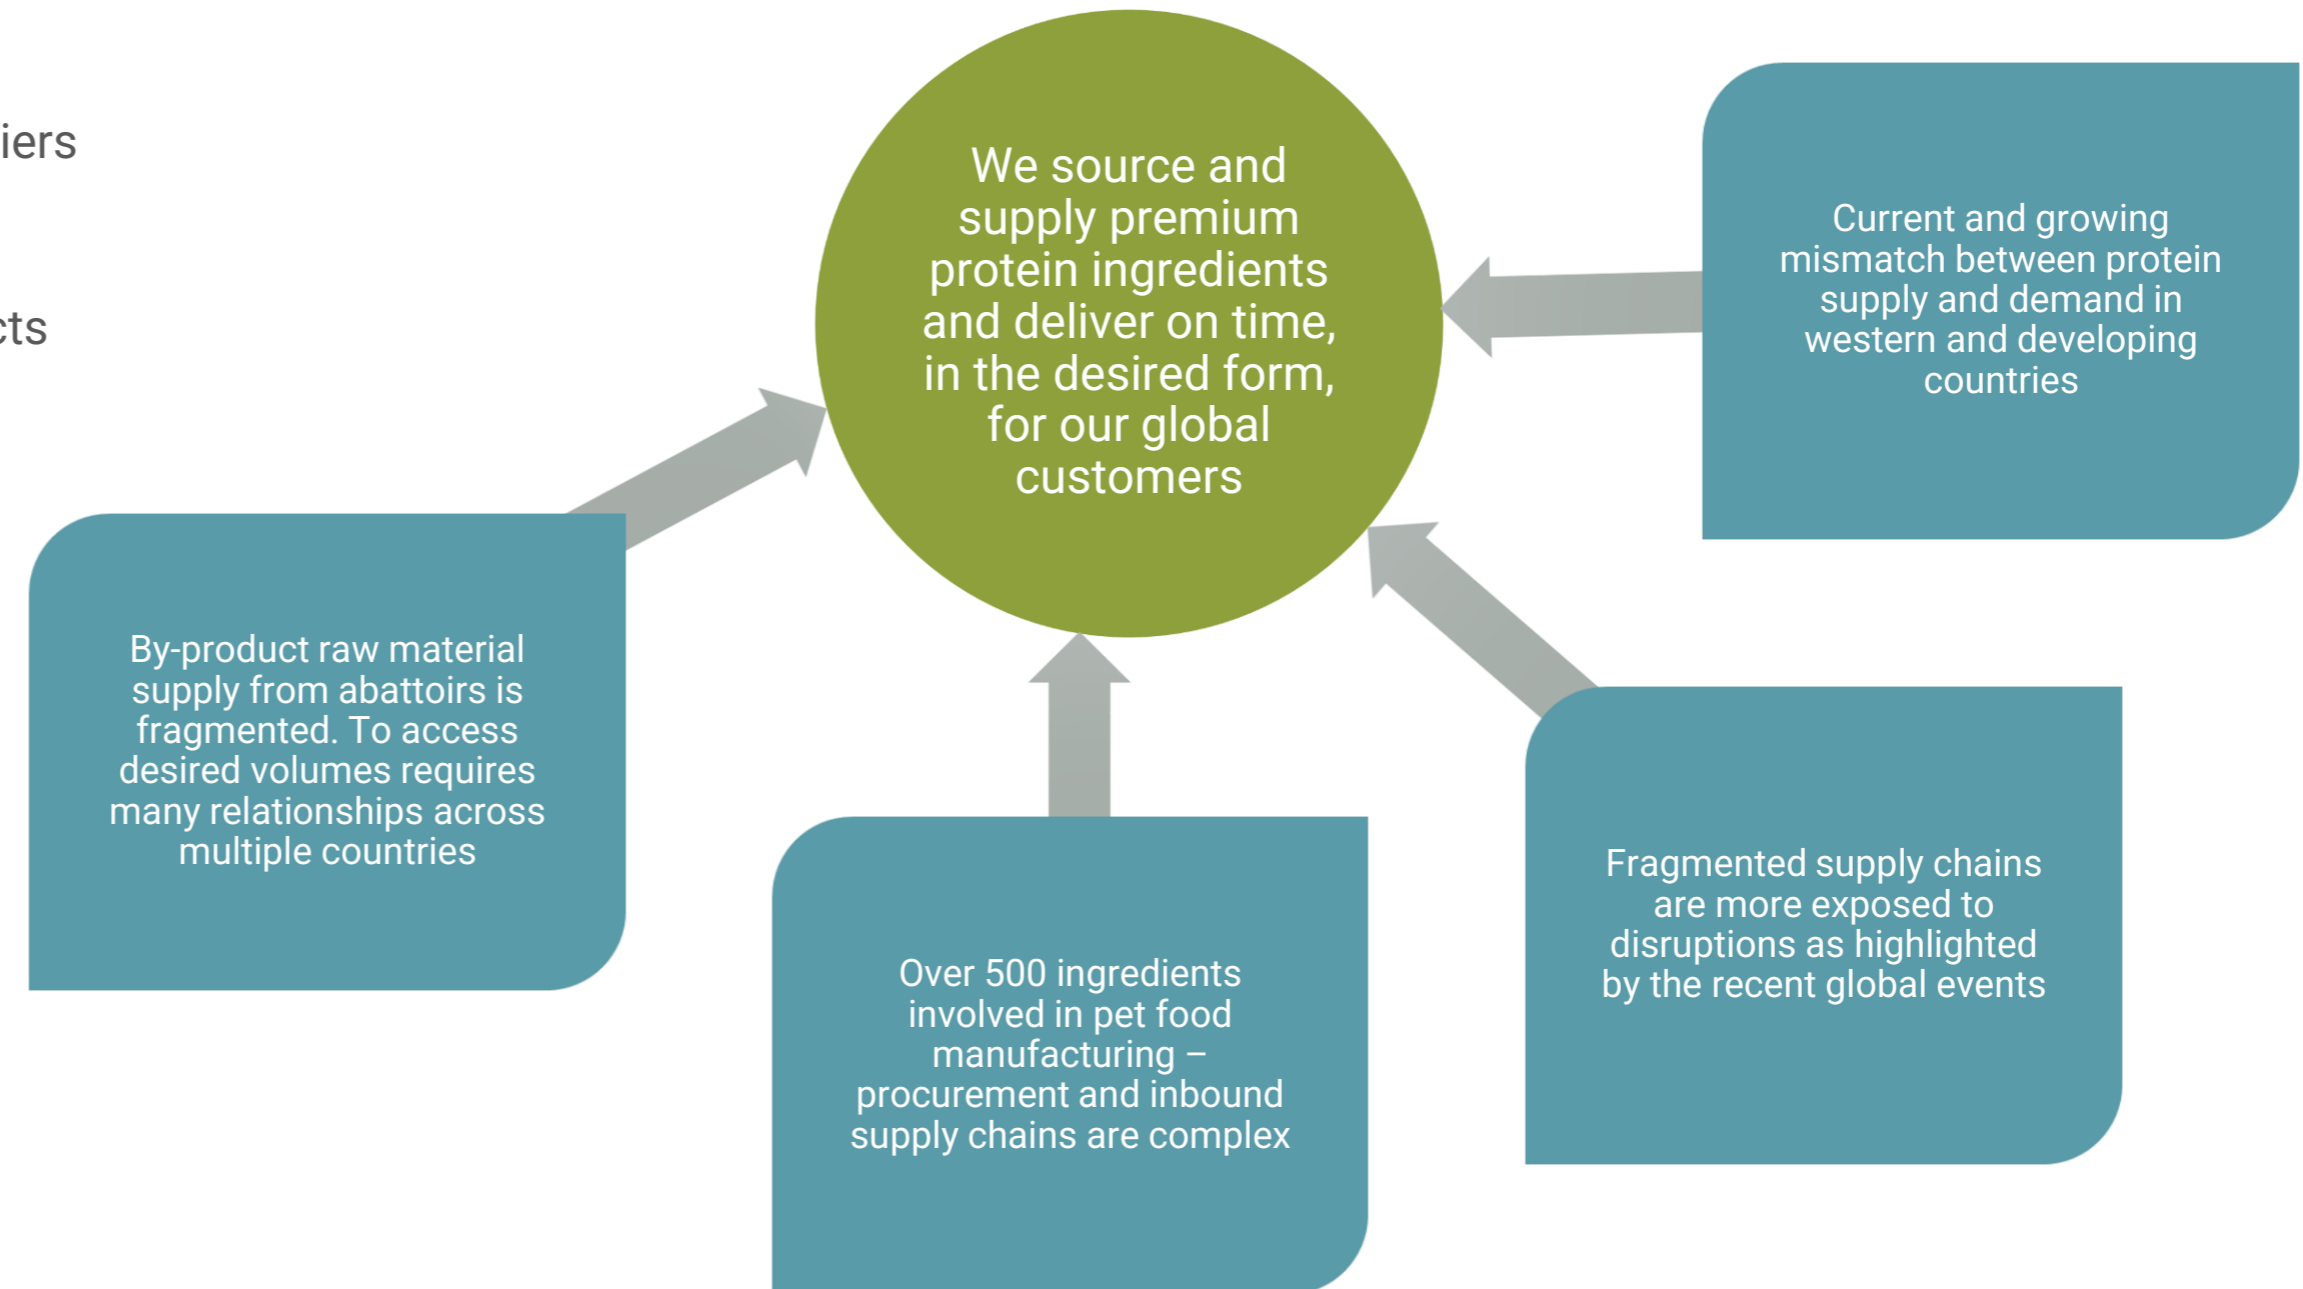 iers
cts
We source and
supply premium
protein ingredients
and deliver on time,
in the desired form,
for our global
customers
Current and growing
mismatch between protein
supply and demand in
western and developing
countries
By-product raw material
supply from abattoirs is
fragmented. To access
desired volumes requires
many relationships across
multiple countries
Over 500 ingredients
involved in pet food
manufacturing –
procurement and inbound
supply chains are complex
Fragmented supply chains
are more exposed to
disruptions as highlighted
by the recent global events